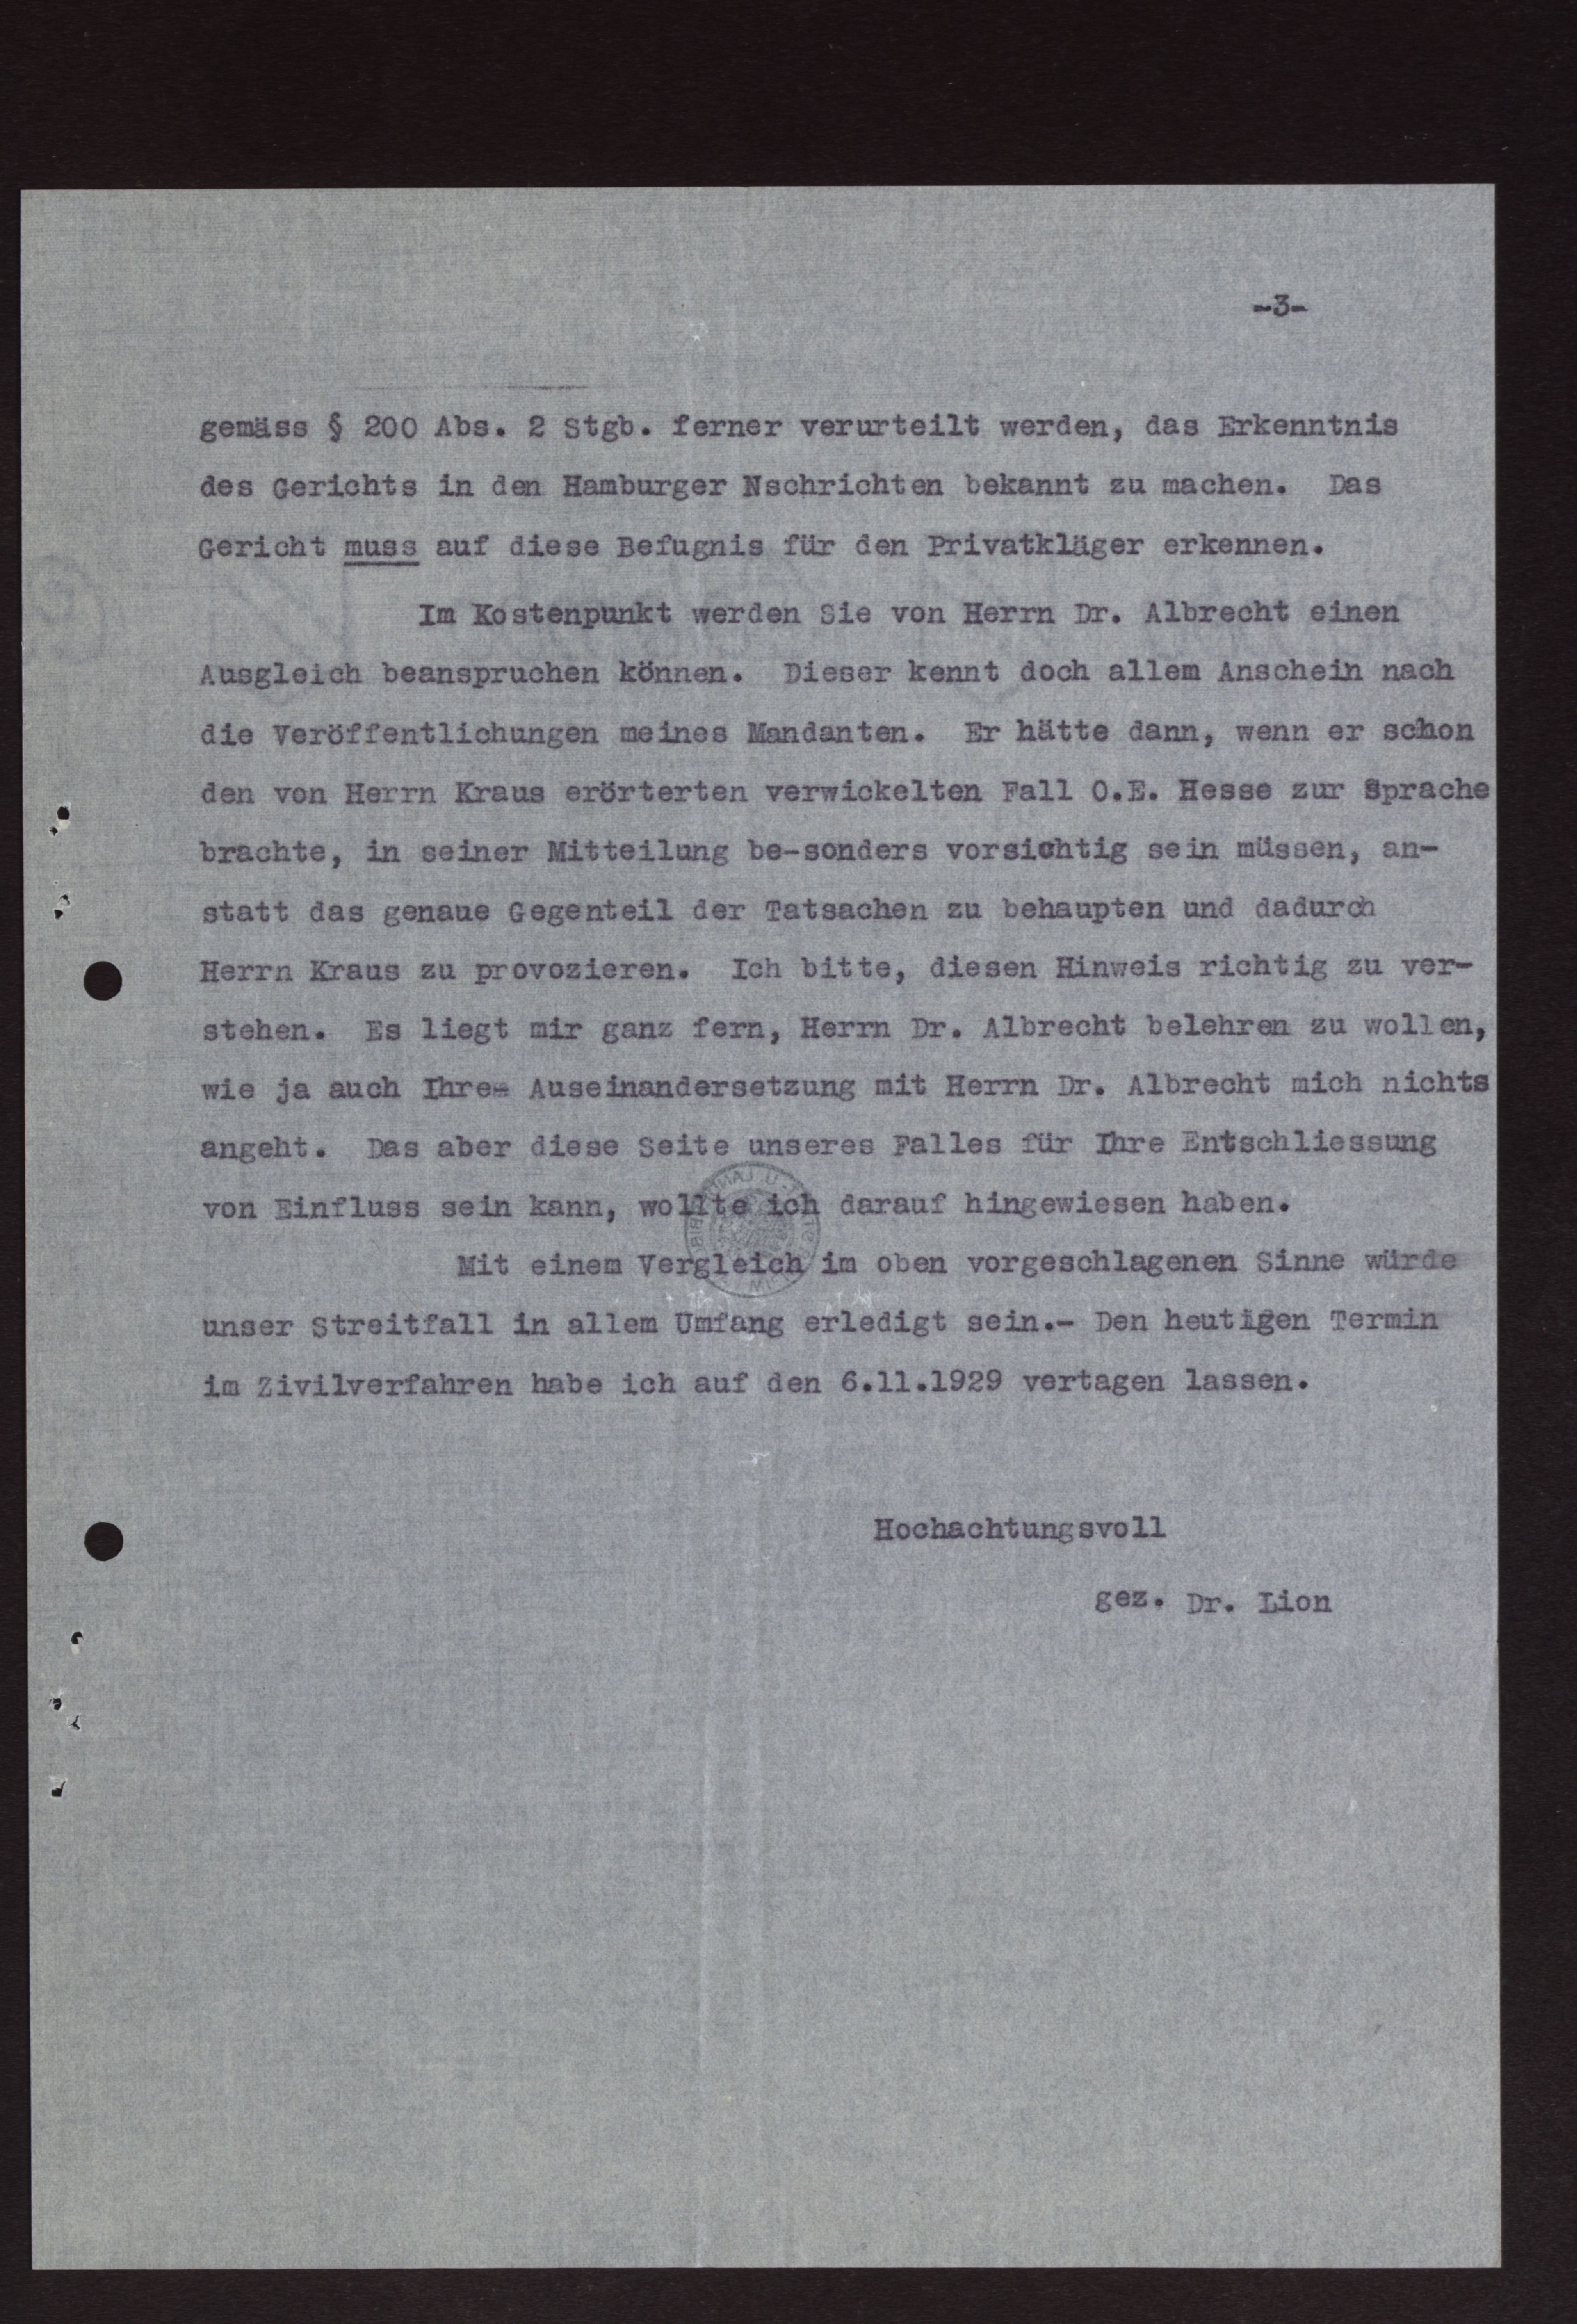 -3-
gemäss § 200 Abs. 2 Stgb. ferner verurteilt werden, das Erkenntnis
des Gerichts in den Hamburger Nschrichten bekannt zu machen. Das
Gericht muss auf diese Befugnis für den Privatkläger erkennen.
Im Kostenpunkt werden Sie von Herrn Dr. Albrecht einen
Ausgleich beanspruchen können. Dieser kennt doch allem Anschein nach
die Veröffentlichungen meines Mandanten. Er hätte dann, wenn er schon
den von Herrn Kraus erörterten verwickelten Fall O.E. Hesse zur Sprache
brachte, in seiner Mitteilung be-sonders vorsichtig sein müssen, an-
statt das genaue Gegenteil der Tatsachen zu behaupten und dadurch
Herrn Kraus zu provozieren. Ich bitte, diesen Hinweis richtig zu ver-
stehen. Es liegt mir ganz fern, Herrn Dr. Albrecht belehren zu wollen,
wie ja auch Ihre- Auseinandersetzung mit Herrn Dr. Albrecht mich nichts
angeht. Das aber diese Seite unseres Falles für Ihre Entschliessung
von Einfluss sein kann, wollte ich darauf hingewiesen haben.
Mit einem Vergleich im oben vorgeschlagenen Sinne würde
unser Streitfall in allem Umfang erledigt sein.- Den heutigen Termin
im Zivilverfahren habe ich auf den 6.11.1929 vertagen lassen.
Hochachtungsvoll
gez. Dr. Lion